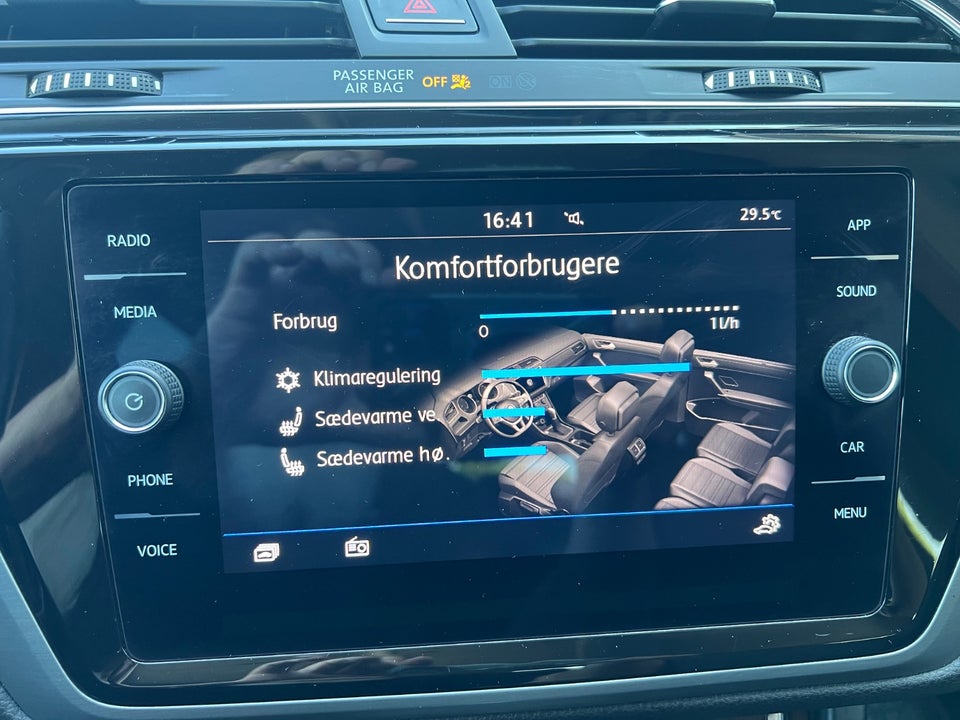 PASSENGER
AIR BAG OFF ON
RADIO
MEDIA
PHONE
VOICE
16:41 29.5°C
Komfortforbrugere
Forbrug
0 1 l/h
Klimaregulering
Sædevarme ve
Sædevarme hø.
APP
SOUND
CAR
MENU